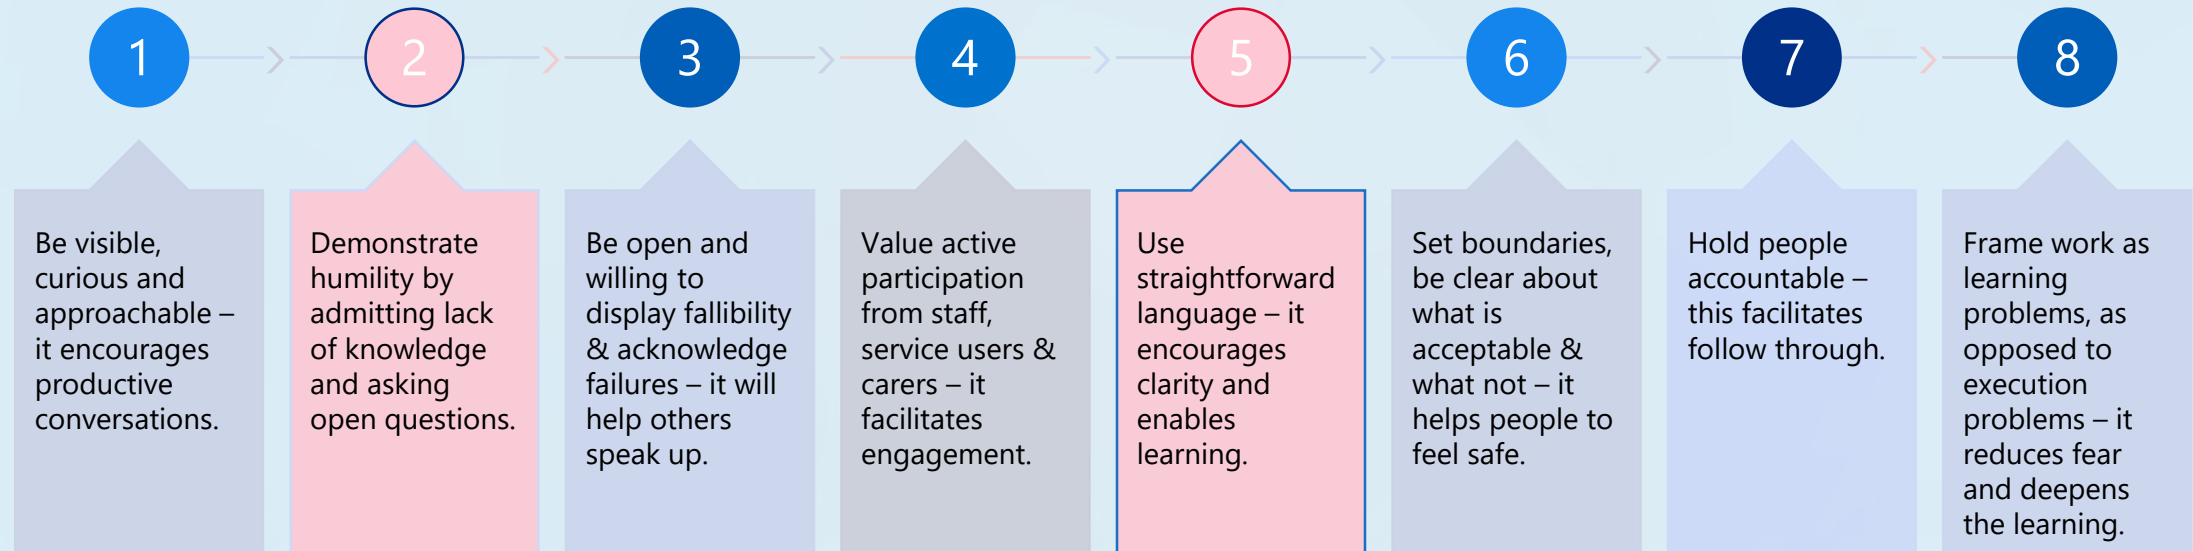 1
2
3
4
5
6
7
8
Be visible,
curious and
approachable –
it encourages
productive
conversations.
Demonstrate
humility by
admitting lack
of knowledge
and asking
open questions.
Be open and
willing to
display fallibility
& acknowledge
failures – it will
help others
speak up.
Value active
participation
from staff,
service users &
carers – it
facilitates
engagement.
Use
straightforward
language – it
encourages
clarity and
enables
learning.
Set boundaries,
be clear about
what is
acceptable &
what not – it
helps people to
feel safe.
Hold people
accountable –
this facilitates
follow through.
Frame work as
learning
problems, as
opposed to
execution
problems – it
reduces fear
and deepens
the learning.